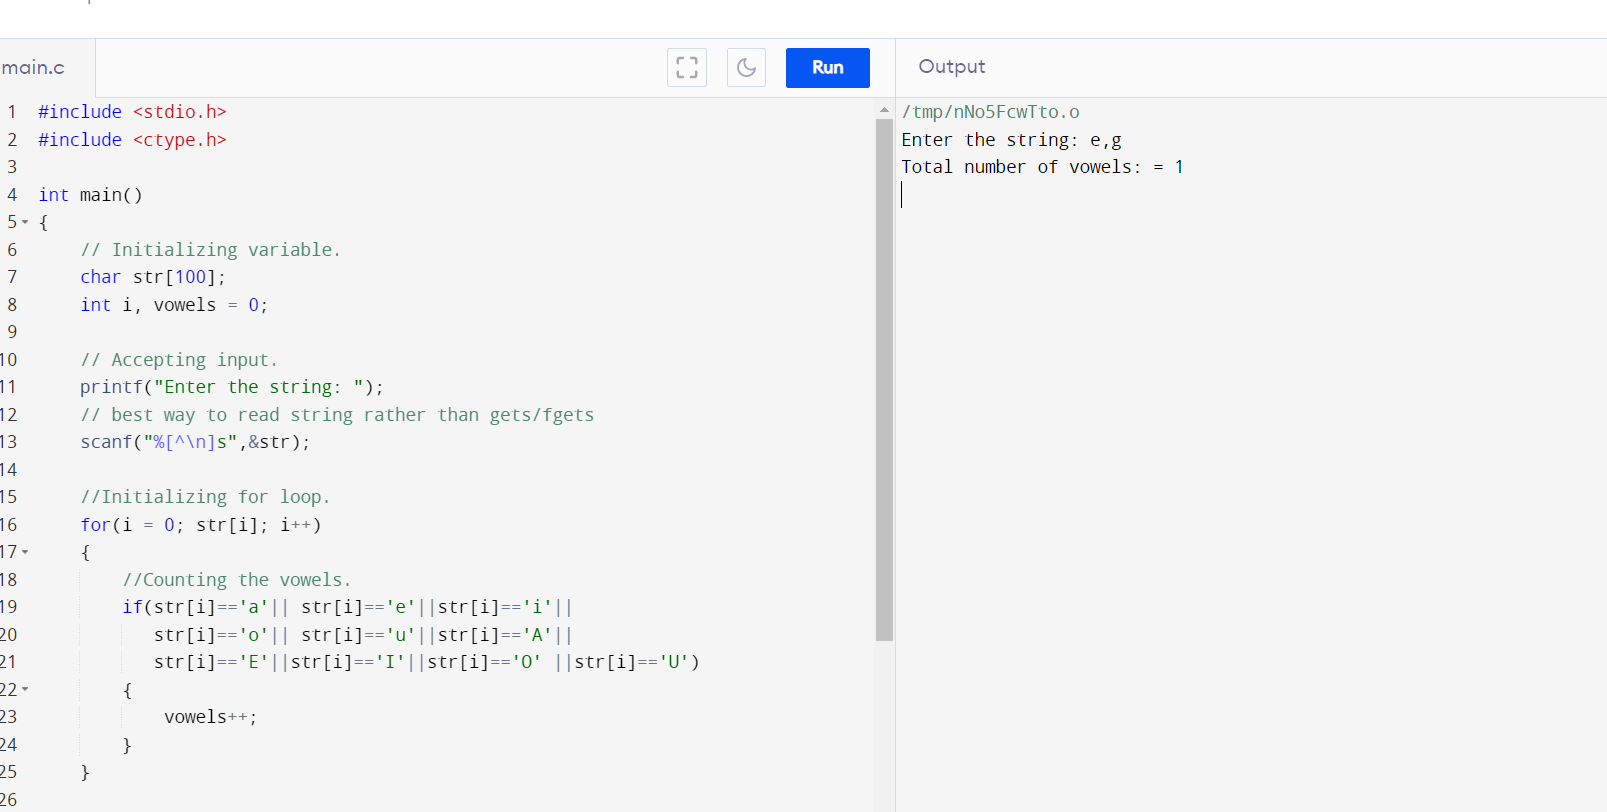 main.c
Run
Output
1 #include <stdio.h>
2 #include <ctype.h>
3
4 int main()
5 {
6 // Initializing variable.
7 char str[100];
8 int i, vowels = 0;
9
10 // Accepting input.
11 printf("Enter the string: ");
12 // best way to read string rather than gets/fgets
13 scanf("%[^\n]s",&str);
14
15 //Initializing for loop.
16 for(i = 0; str[i]; i++)
17 {
18 //Counting the vowels.
19 if(str[i]=='a'|| str[i]=='e'||str[i]=='i'||
20 str[i]=='o'|| str[i]=='u'||str[i]=='A'||
21 str[i]=='E'||str[i]=='I'||str[i]=='O' ||str[i]=='U')
22 {
23 vowels++;
24 }
25 }
26
/tmp/nNo5FcwTto.o
Enter the string: e,g
Total number of vowels: = 1